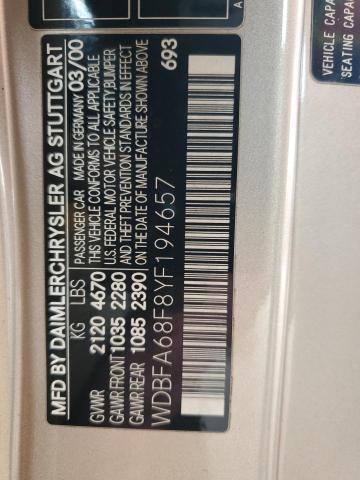 MFD BY DAIMLERCHRYSLER AG STUTTGART
KG LBS PASSENGER CAR MADE IN GERMANY 03/00
GVWR 2120 4670 THIS VEHICLE CONFORMS TO ALL APPLICABLE
GAWR FRONT 1035 2280 U.S. FEDERAL MOTOR VEHICLE SAFETY,BUMPER
GAWR REAR 1085 2390 AND THEFT PREVENTION STANDARDS IN EFFECT
ON THE DATE OF MANUFACTURE SHOWN ABOVE
WDBFA68F8YF194657 693
A
VEHICLE CAPA
SEATING CAPA